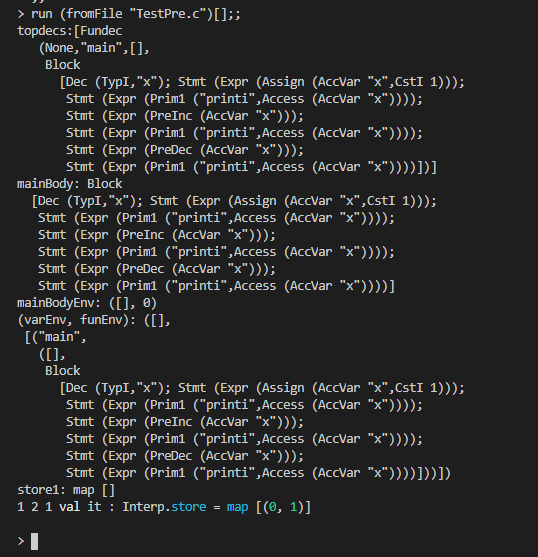 > run (fromFile "TestPre.c")[];;
topdecs:[Fundec
   (None,"main",[],
    Block
      [Dec (TypI,"x"); Stmt (Expr (Assign (AccVar "x",CstI 1)));
       Stmt (Expr (Prim1 ("printi",Access (AccVar "x"))));
       Stmt (Expr (PreInc (AccVar "x")));
       Stmt (Expr (Prim1 ("printi",Access (AccVar "x"))));
       Stmt (Expr (PreDec (AccVar "x")));
       Stmt (Expr (Prim1 ("printi",Access (AccVar "x"))))])]
mainBody: Block
  [Dec (TypI,"x"); Stmt (Expr (Assign (AccVar "x",CstI 1)));
   Stmt (Expr (Prim1 ("printi",Access (AccVar "x"))));
   Stmt (Expr (PreInc (AccVar "x")));
   Stmt (Expr (Prim1 ("printi",Access (AccVar "x"))));
   Stmt (Expr (PreDec (AccVar "x")));
   Stmt (Expr (Prim1 ("printi",Access (AccVar "x"))))]
mainBodyEnv: ([], 0)
(varEnv, funEnv): ([],
 [("main",
   ([],
    Block
      [Dec (TypI,"x"); Stmt (Expr (Assign (AccVar "x",CstI 1)));
       Stmt (Expr (Prim1 ("printi",Access (AccVar "x"))));
       Stmt (Expr (PreInc (AccVar "x")));
       Stmt (Expr (Prim1 ("printi",Access (AccVar "x"))));
       Stmt (Expr (PreDec (AccVar "x")));
       Stmt (Expr (Prim1 ("printi",Access (AccVar "x"))))]))])
store1: map []
1 2 1 val it : Interp.store = map [(0, 1)]
>